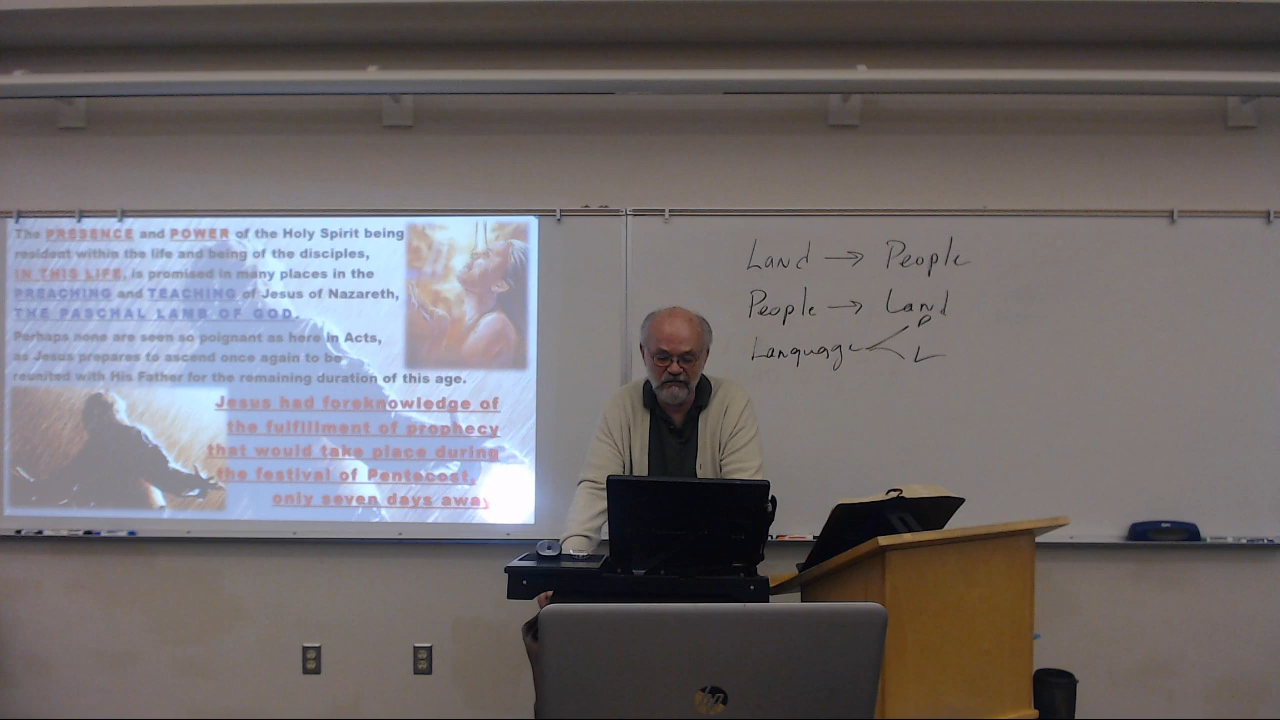 The PRESENCE and POWER of the Holy Spirit being
resident within the life and being of the disciples,
IN THIS LIFE, is promised in many places in the
PREACHING and TEACHING of Jesus of Nazareth,
THE PASCHAL LAMB OF GOD.
Perhaps none are seen so poignant as here in Acts,
as Jesus prepares to ascend once again to be
reunited with His Father for the remaining duration of this age.
Jesus had foreknowledge of
the fulfillment of prophecy
that would take place during
the festival of Pentecost,
only seven days away
Land → People
People → Land
Language P
L
hp